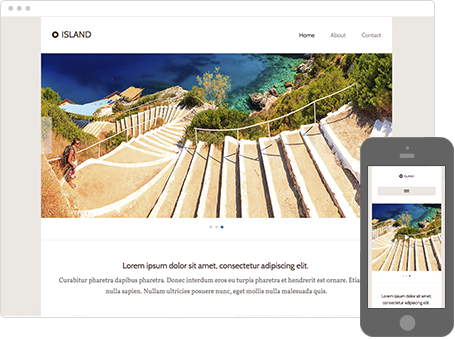 ISLAND
Home About Contact
Lorem ipsum dolor sit amet, consectetur adipiscing elit.
Curabitur pharetra dapibus pharetra. Donec interdum eros eu turpis pharetra et hendrerit est ornare. Etia
nulla sapien. Nullam ultricies posuere nunc, eget mollis nulla malesuada quis.
ISLAND
Lorem ipsum dolor sit amet,
consectetur adipiscing elit.